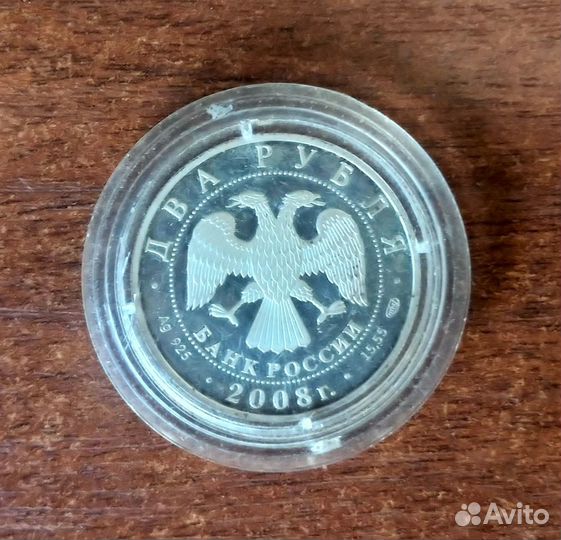 ДВА РУБЛЯ
БАНК РОССИИ
Ag 925
15,55
2008 г.
Avito